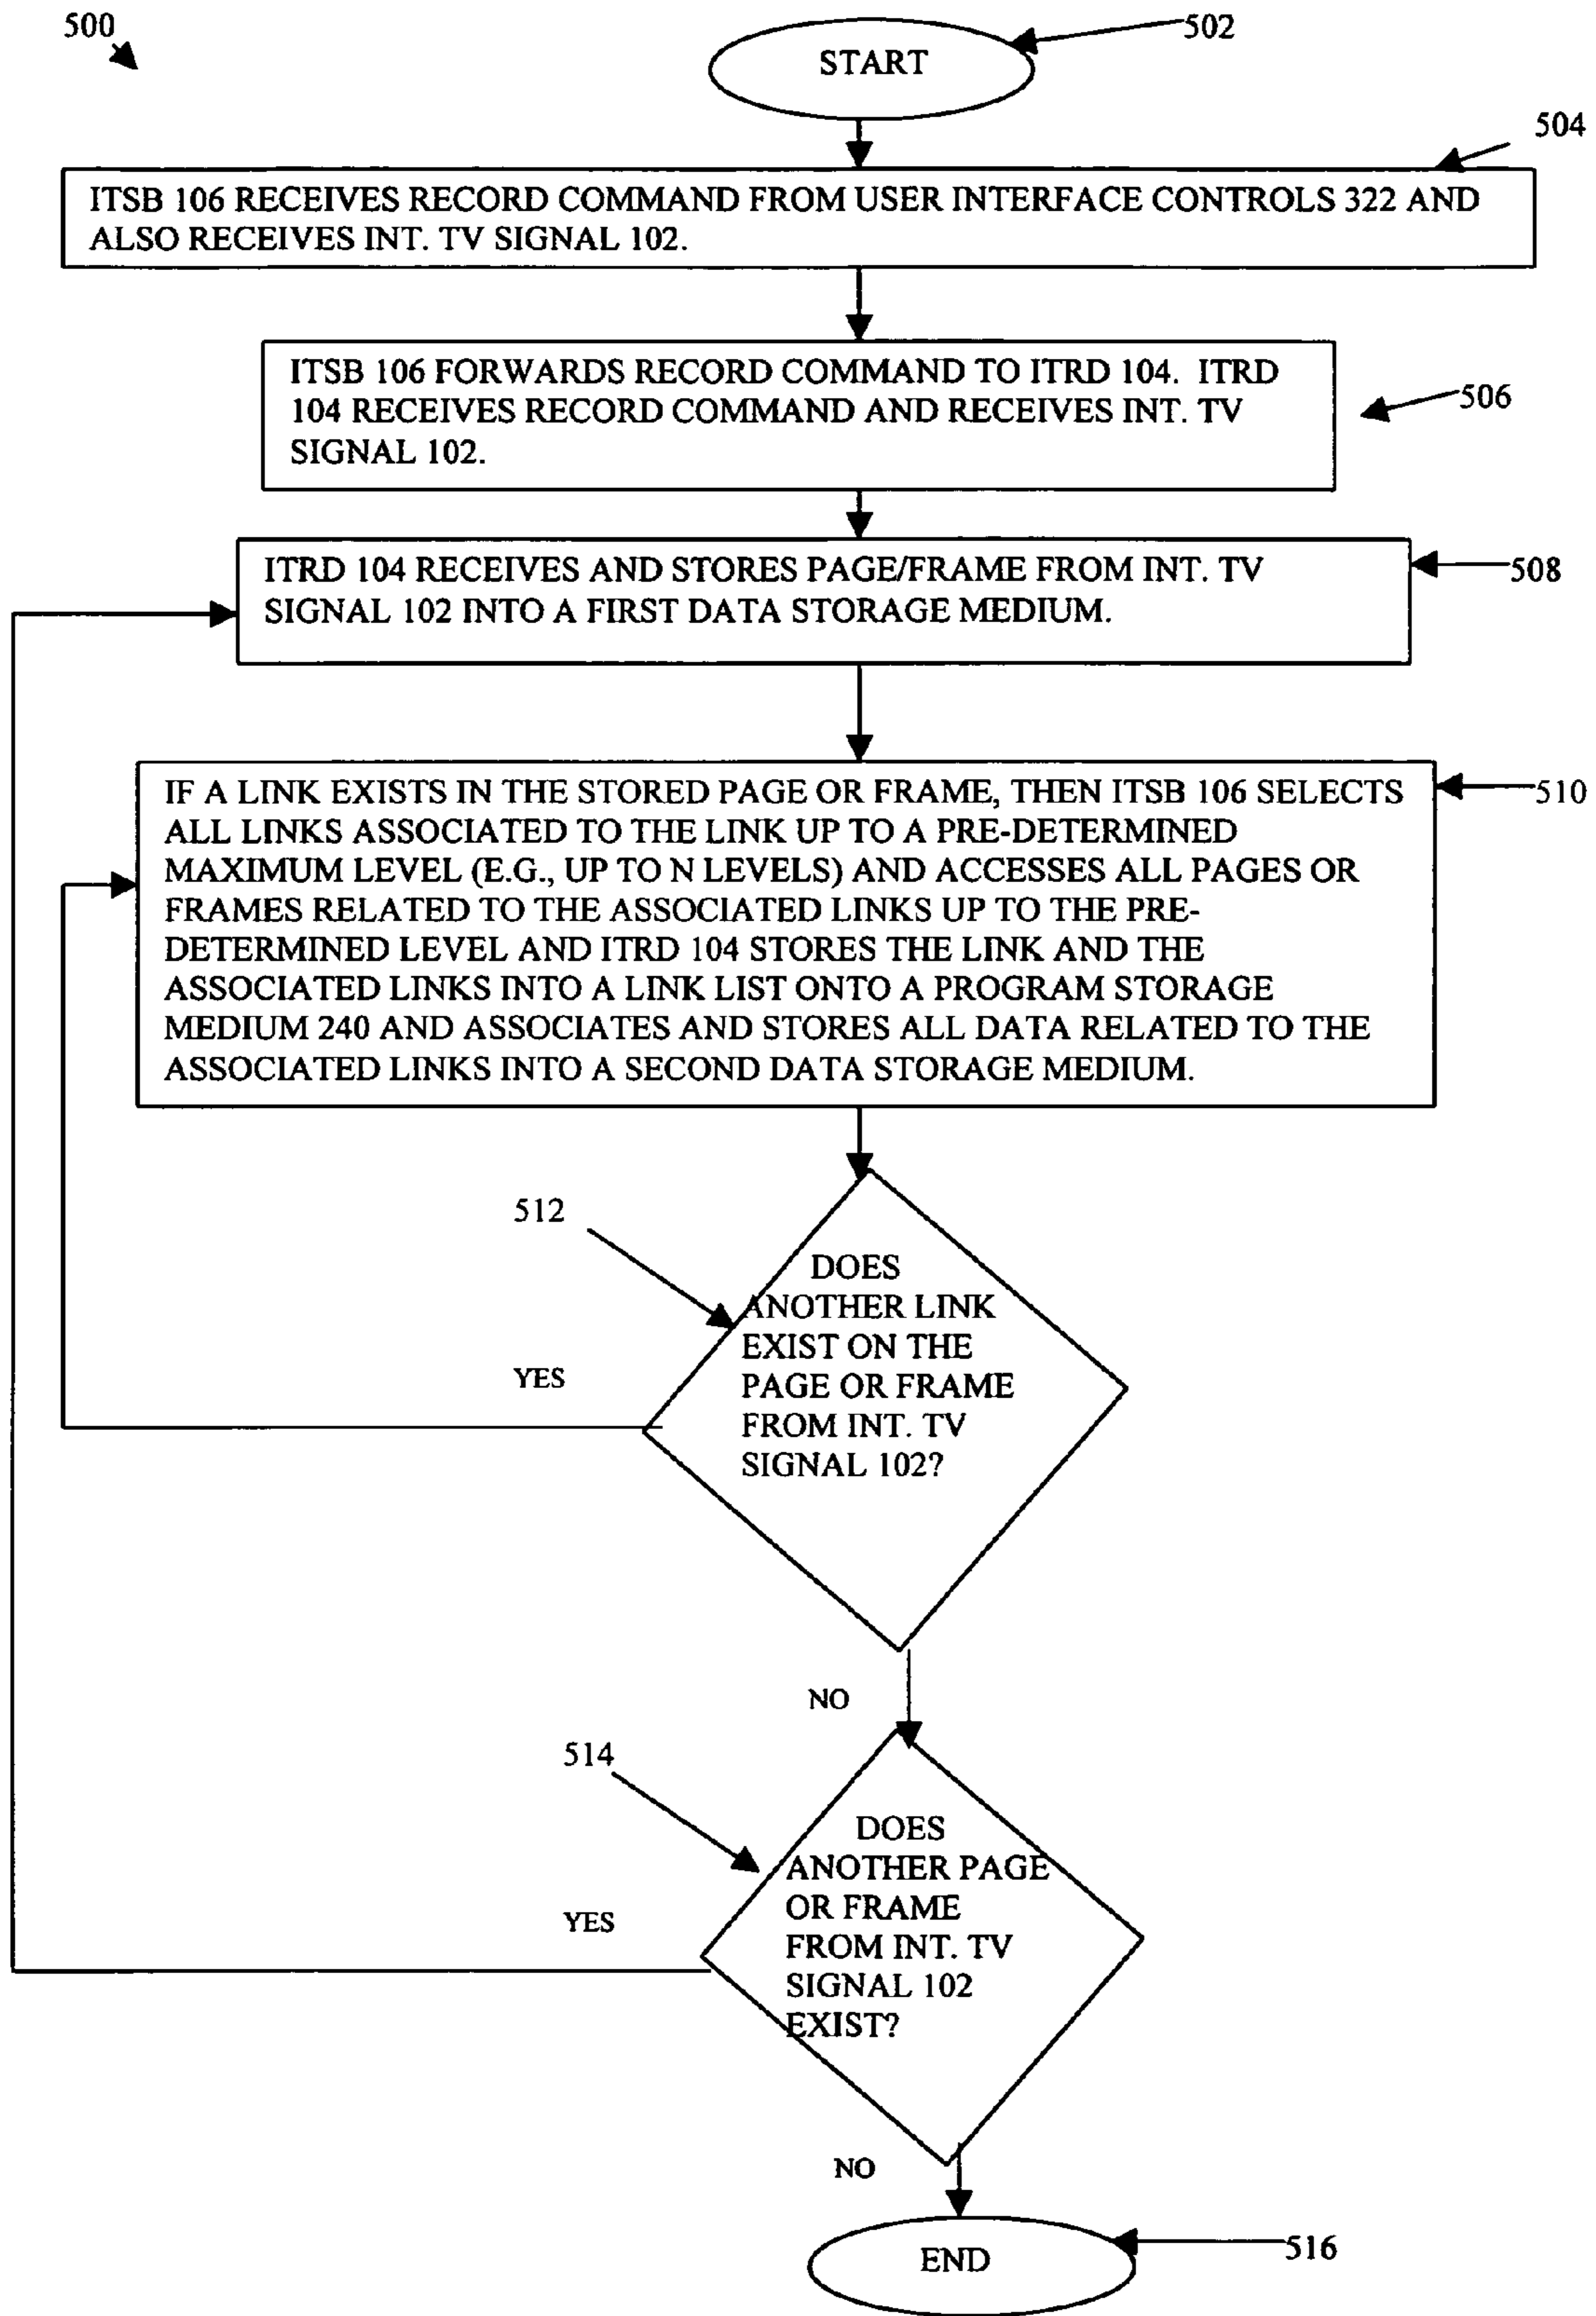 500
502
START
504
ITSB 106 RECEIVES RECORD COMMAND FROM USER INTERFACE CONTROLS 322 AND
ALSO RECEIVES INT. TV SIGNAL 102.
ITSB 106 FORWARDS RECORD COMMAND TO ITRD 104. ITRD
104 RECEIVES RECORD COMMAND AND RECEIVES INT. TV
SIGNAL 102.
506
ITRD 104 RECEIVES AND STORES PAGE/FRAME FROM INT. TV
SIGNAL 102 INTO A FIRST DATA STORAGE MEDIUM.
508
IF A LINK EXISTS IN THE STORED PAGE OR FRAME, THEN ITSB 106 SELECTS
ALL LINKS ASSOCIATED TO THE LINK UP TO A PRE-DETERMINED
MAXIMUM LEVEL (E.G., UP TO N LEVELS) AND ACCESSES ALL PAGES OR
FRAMES RELATED TO THE ASSOCIATED LINKS UP TO THE PRE-
DETERMINED LEVEL AND ITRD 104 STORES THE LINK AND THE
ASSOCIATED LINKS INTO A LINK LIST ONTO A PROGRAM STORAGE
MEDIUM 240 AND ASSOCIATES AND STORES ALL DATA RELATED TO THE
ASSOCIATED LINKS INTO A SECOND DATA STORAGE MEDIUM.
510
512
DOES
ANOTHER LINK
EXIST ON THE
PAGE OR FRAME
FROM INT. TV
SIGNAL 102?
YES
NO
514
DOES
ANOTHER PAGE
OR FRAME
FROM INT. TV
SIGNAL 102
EXIST?
YES
NO
END
516